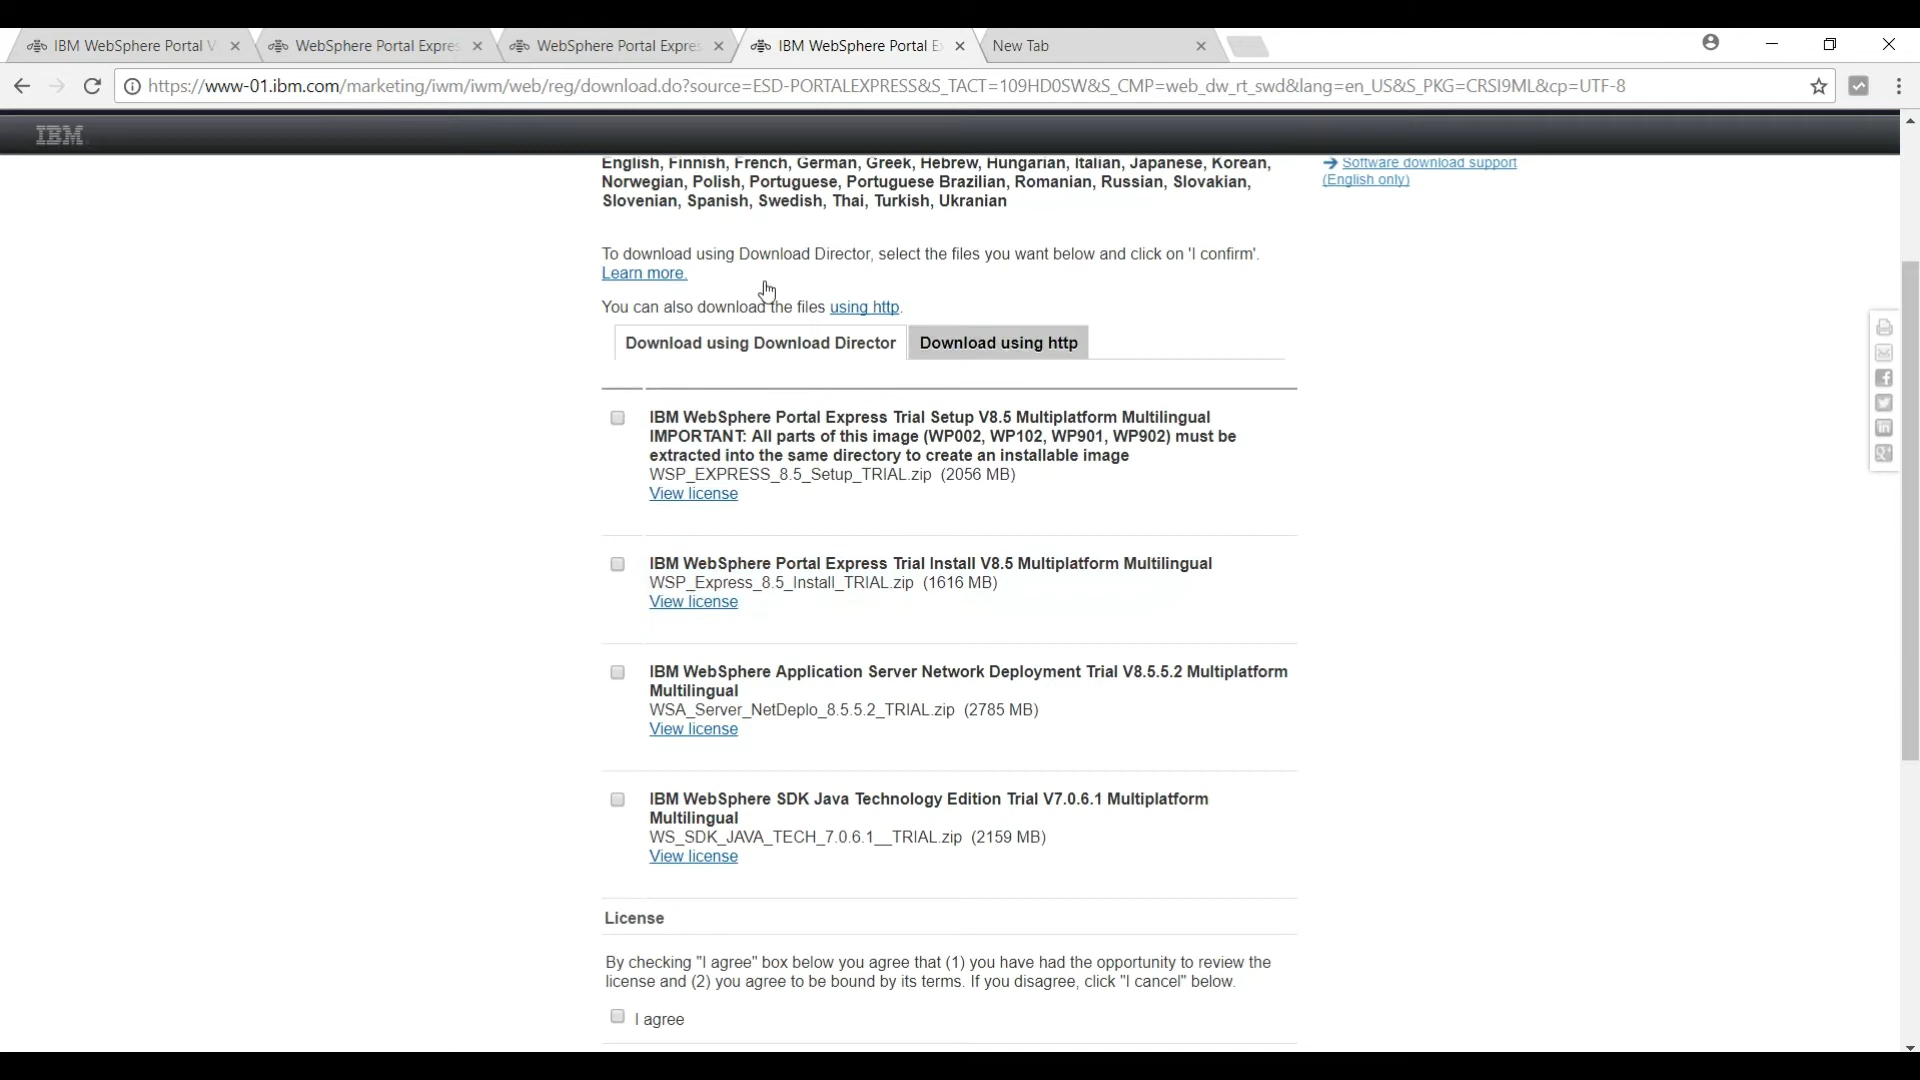 IBM WebSphere Portal V
WebSphere Portal Expres
WebSphere Portal Expres
IBM WebSphere Portal E
New Tab
https://www-01.ibm.com/marketing/iwm/iwm/web/reg/download.do?source=ESD-PORTALEXPRESS&S_TACT=109HD0SW&S_CMP=web_dw_rt_swd&lang=en_US&S_PKG=CRSI9ML&cp=UTF-8
IBM
English, Finnish, French, German, Greek, Hebrew, Hungarian, Italian, Japanese, Korean,
Norwegian, Polish, Portuguese, Portuguese Brazilian, Romanian, Russian, Slovakian,
Slovenian, Spanish, Swedish, Thai, Turkish, Ukranian
Software download support
(English only)
To download using Download Director, select the files you want below and click on 'I confirm'.
Learn more.
You can also download the files using http.
Download using Download Director
Download using http
IBM WebSphere Portal Express Trial Setup V8.5 Multiplatform Multilingual
IMPORTANT: All parts of this image (WP002, WP102, WP901, WP902) must be
extracted into the same directory to create an installable image
WSP_EXPRESS_8.5_Setup_TRIAL.zip (2056 MB)
View license
IBM WebSphere Portal Express Trial Install V8.5 Multiplatform Multilingual
WSP_Express_8.5_Install_TRIAL.zip (1616 MB)
View license
IBM WebSphere Application Server Network Deployment Trial V8.5.5.2 Multiplatform
Multilingual
WSA_Server_NetDeplo_8.5.5.2_TRIAL.zip (2785 MB)
View license
IBM WebSphere SDK Java Technology Edition Trial V7.0.6.1 Multiplatform
Multilingual
WS_SDK_JAVA_TECH_7.0.6.1__TRIAL.zip (2159 MB)
View license
License
By checking "I agree" box below you agree that (1) you have had the opportunity to review the
license and (2) you agree to be bound by its terms. If you disagree, click "I cancel" below.
I agree